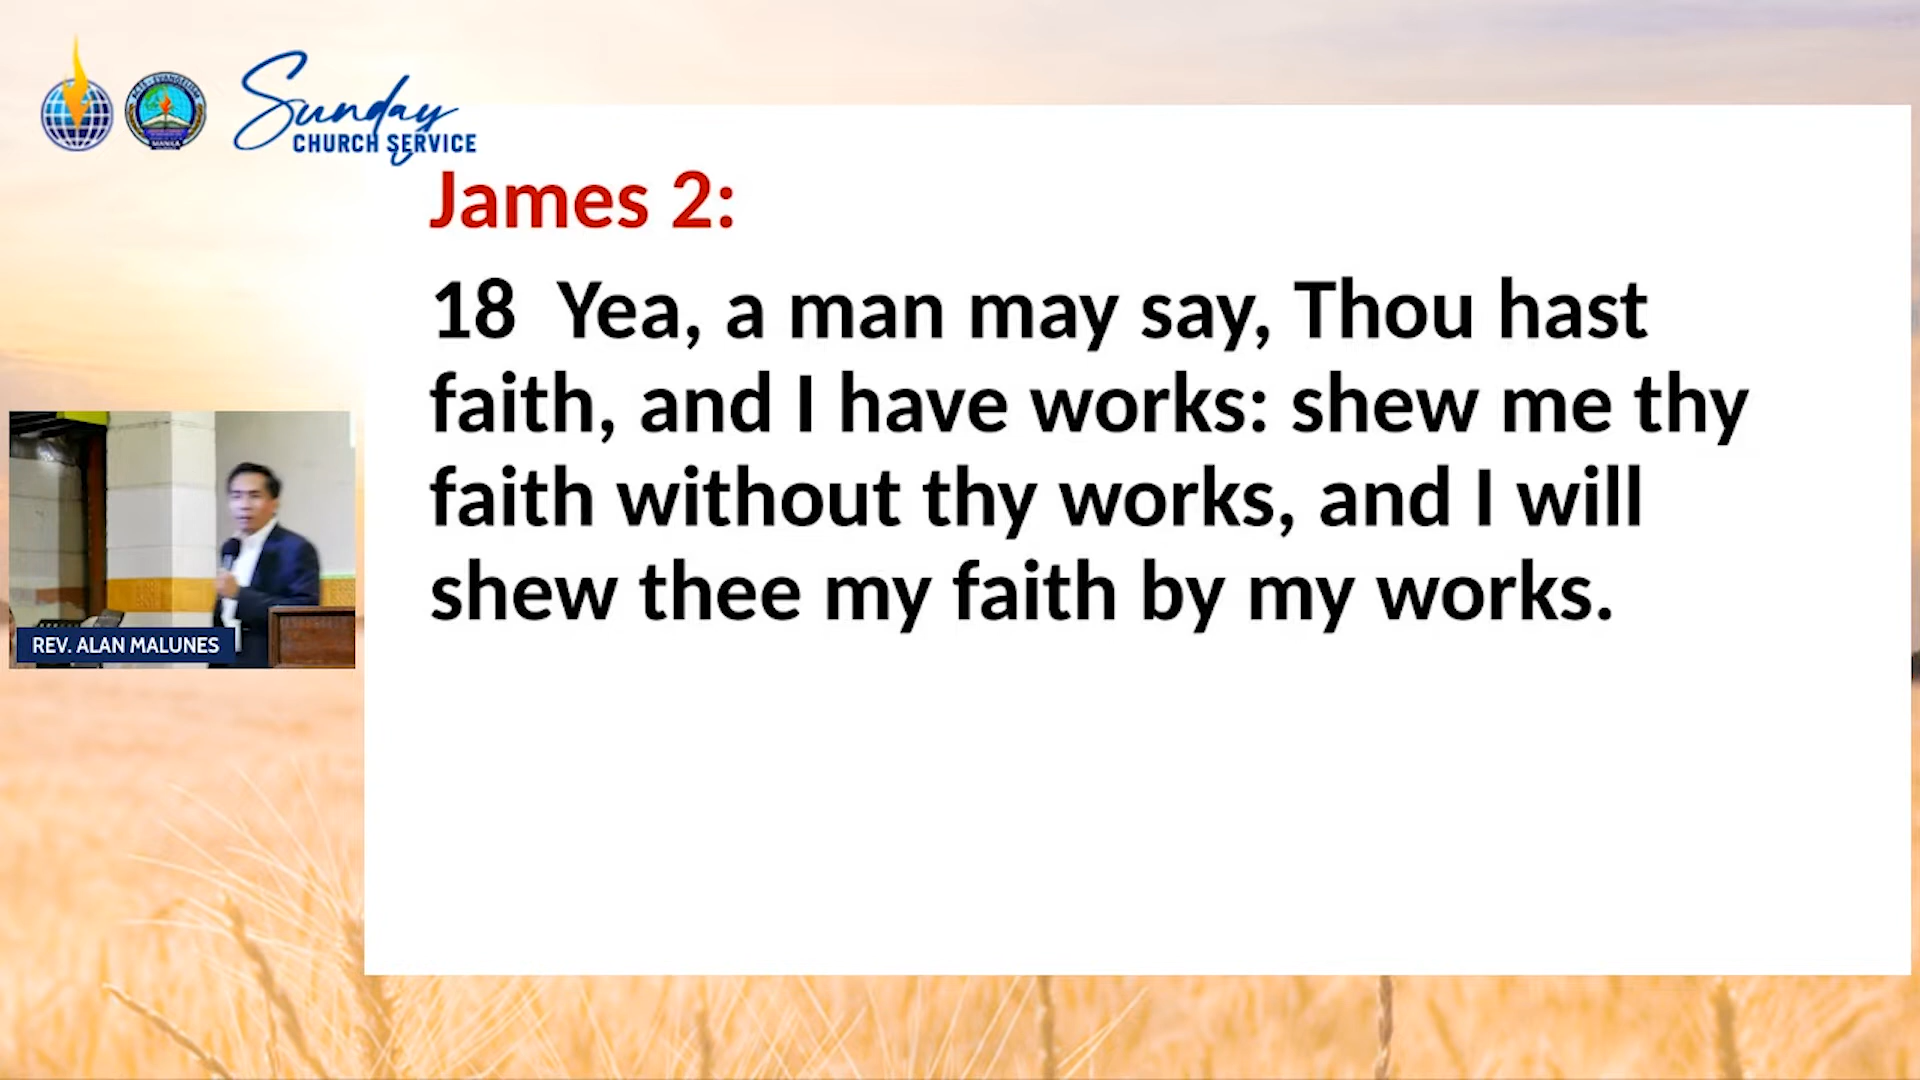 Sunday
CHURCH SERVICE
MANILA
James 2:
18 Yea, a man may say, Thou hast
faith, and I have works: shew me thy
faith without thy works, and I will
shew thee my faith by my works.
REV. ALAN MALUNES